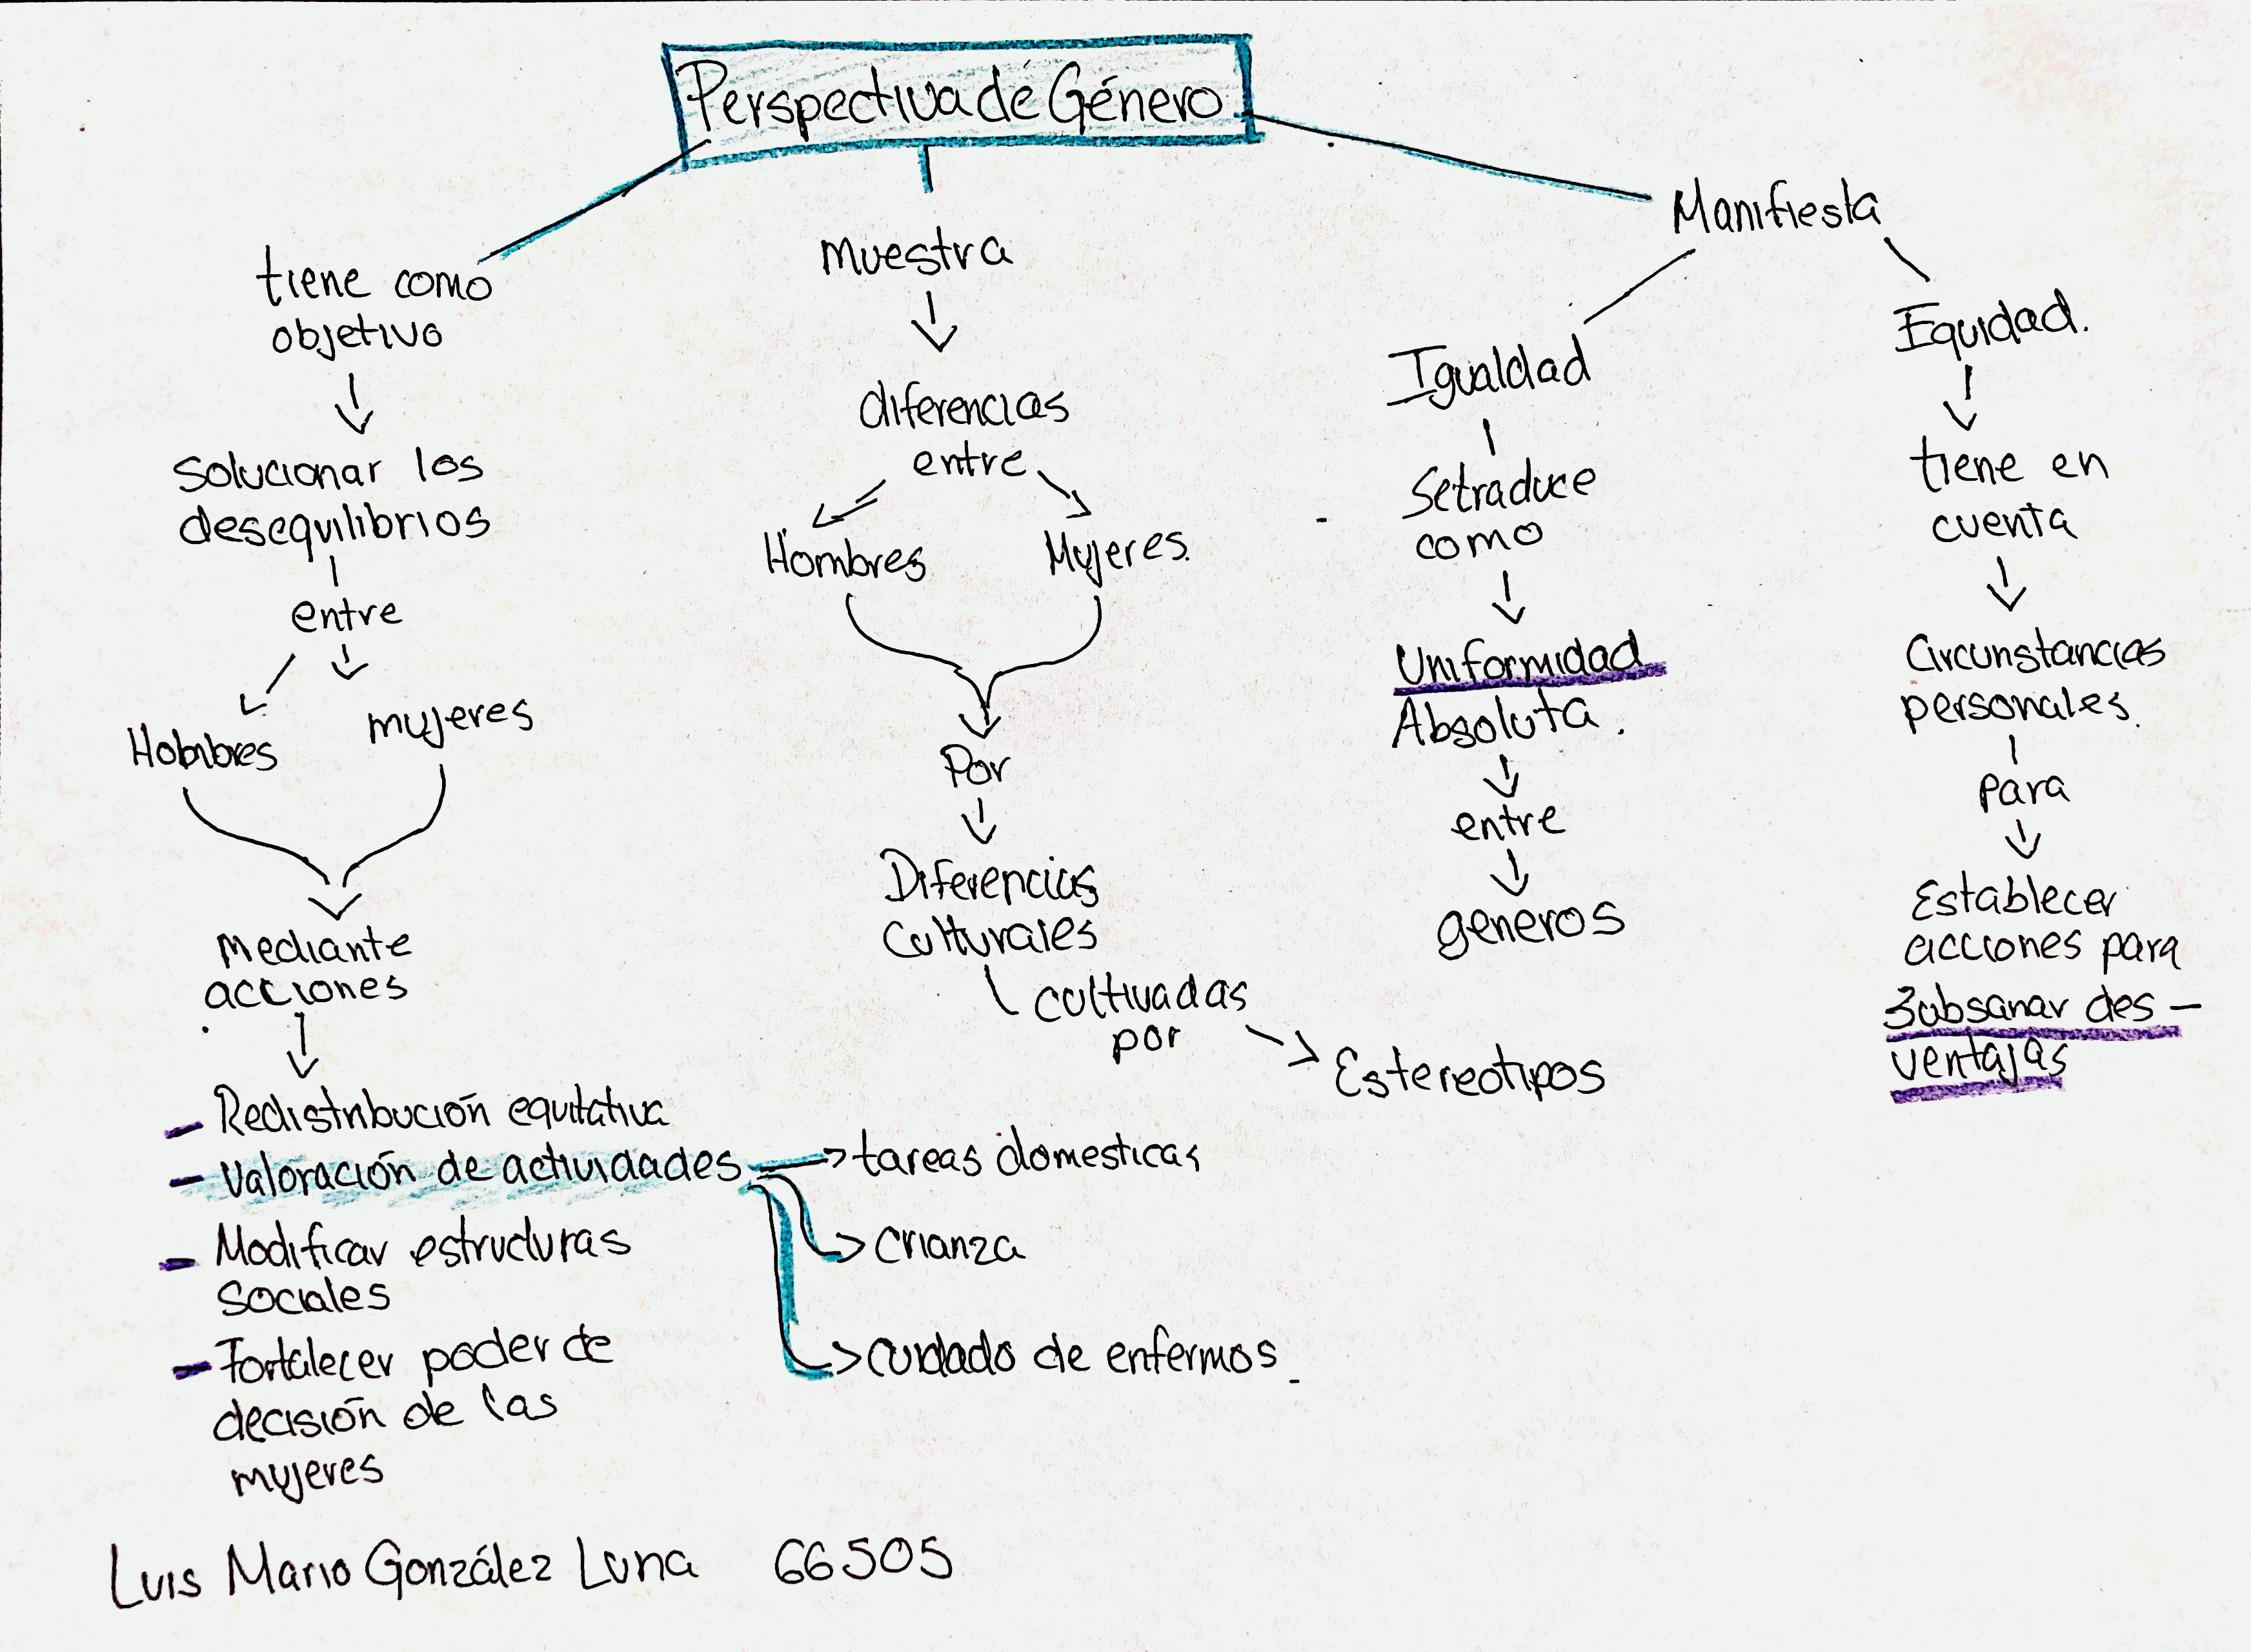 Perspectiva de Género
tiene como
objetivo
Solucionar los
desequilibrios
entre
Hombres
mujeres
Mediante
acciones
- Redistribución equitativa
- Valoración de actividades
tareas domesticas
crianza
cuidado de enfermos
- Modificar estructuras
sociales
- Fortalecer poder de
decisión de las
mujeres
muestra
diferencias
entre
Hombres
Mujeres.
Por
Diferencias
Culturales
cultivadas
por
Estereotipos
Manifiesta
Igualdad
Se traduce
como
Uniformidad
Absoluta.
entre
generos
Equidad.
tiene en
cuenta
Circunstancias
personales.
para
Establecer
acciones para
Subsanar des-
ventajas
Luis Mario González Luna 66505